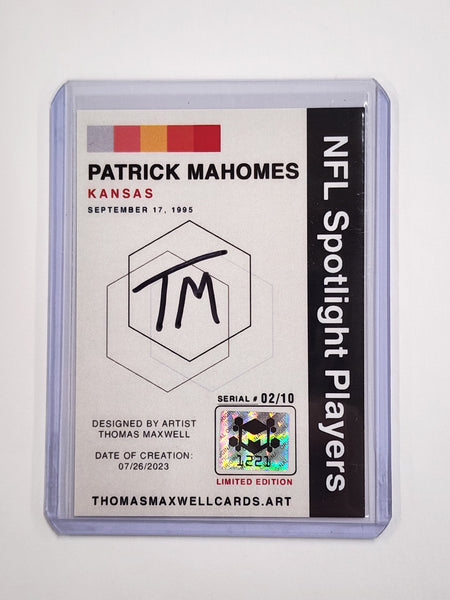 PATRICK MAHOMES
KANSAS
SEPTEMBER 17, 1995
TM
SERIAL # 02/10
DESIGNED BY ARTIST
THOMAS MAXWELL
DATE OF CREATION:
07/26/2023
1221
LIMITED EDITION
THOMASMAXWELLCARDS.ART
NFL Spotlight Players